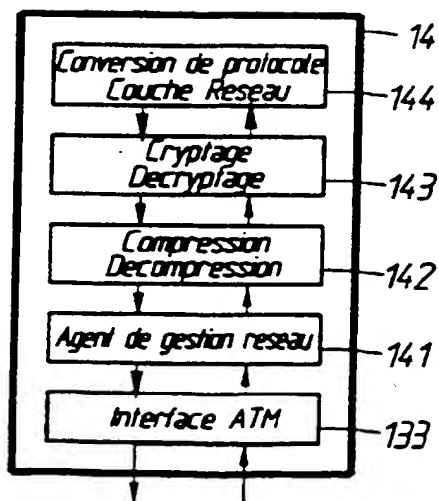 14
Conversion de protocole
Couche Reseau
144
Cryptage
Decryptage
143
Compression
Decompression
142
Agent de gestion reseau
141
Interface ATM
133